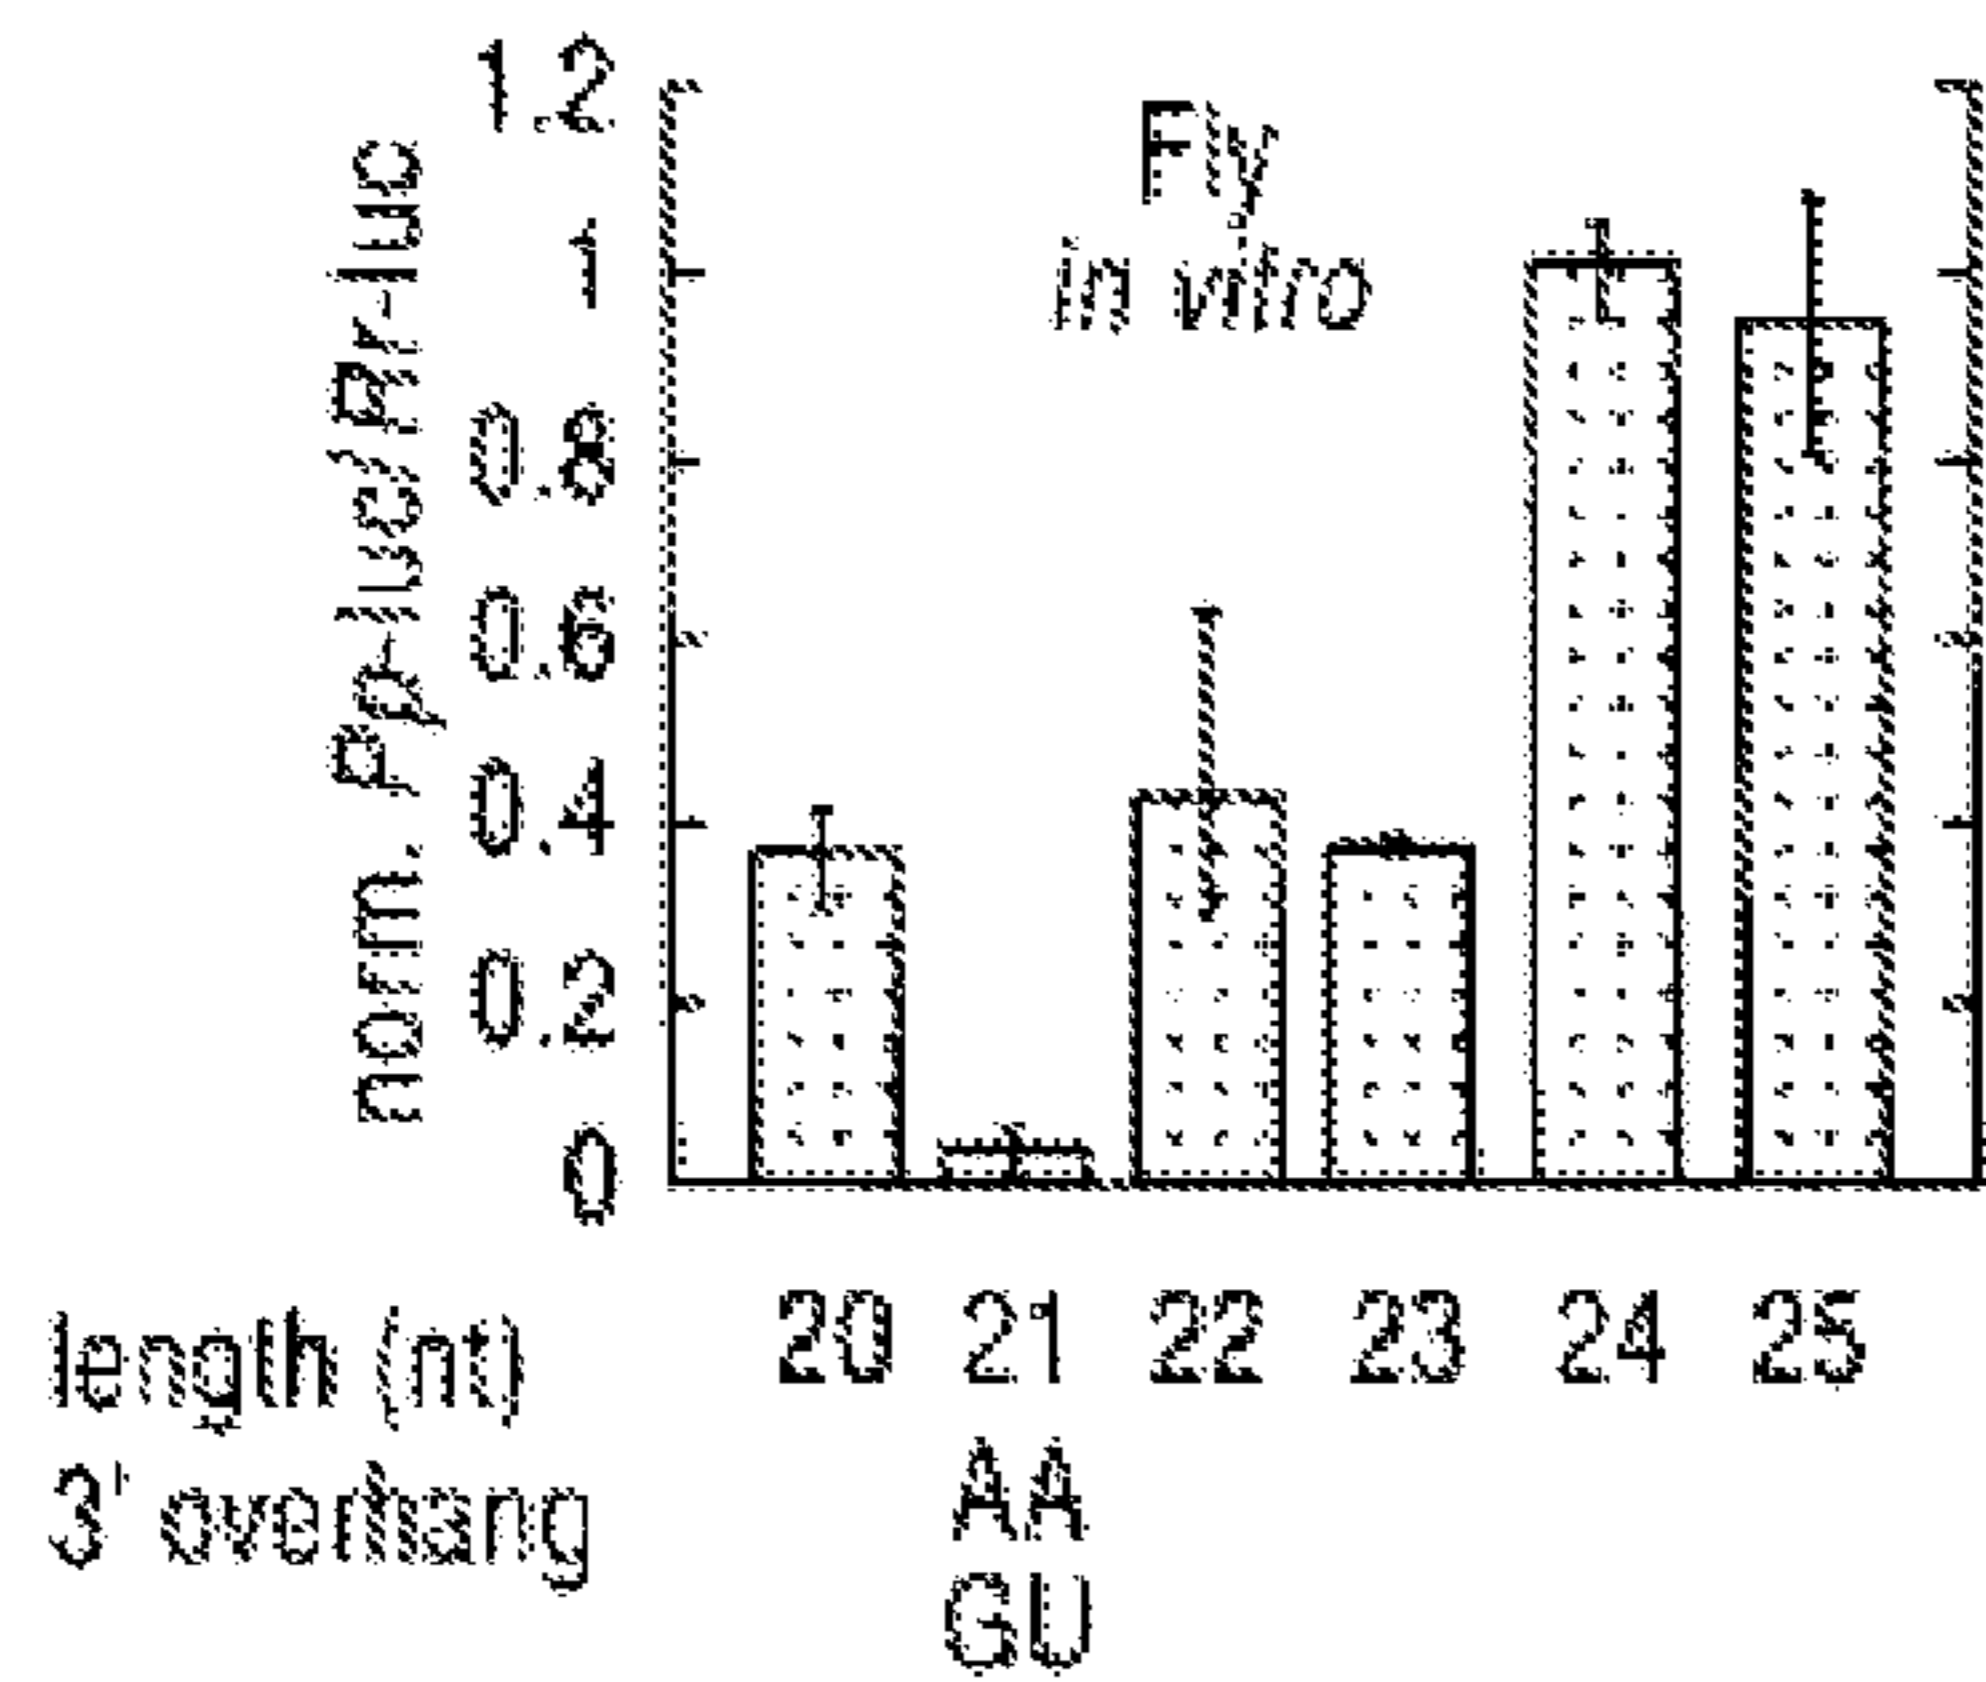 norm. Pp-luc/Rr-luc
1.2
1
0.8
0.6
0.4
0.2
0
Fly
in vitro
length (nt) 20 21 22 23 24 25
3' overhang AA
GU